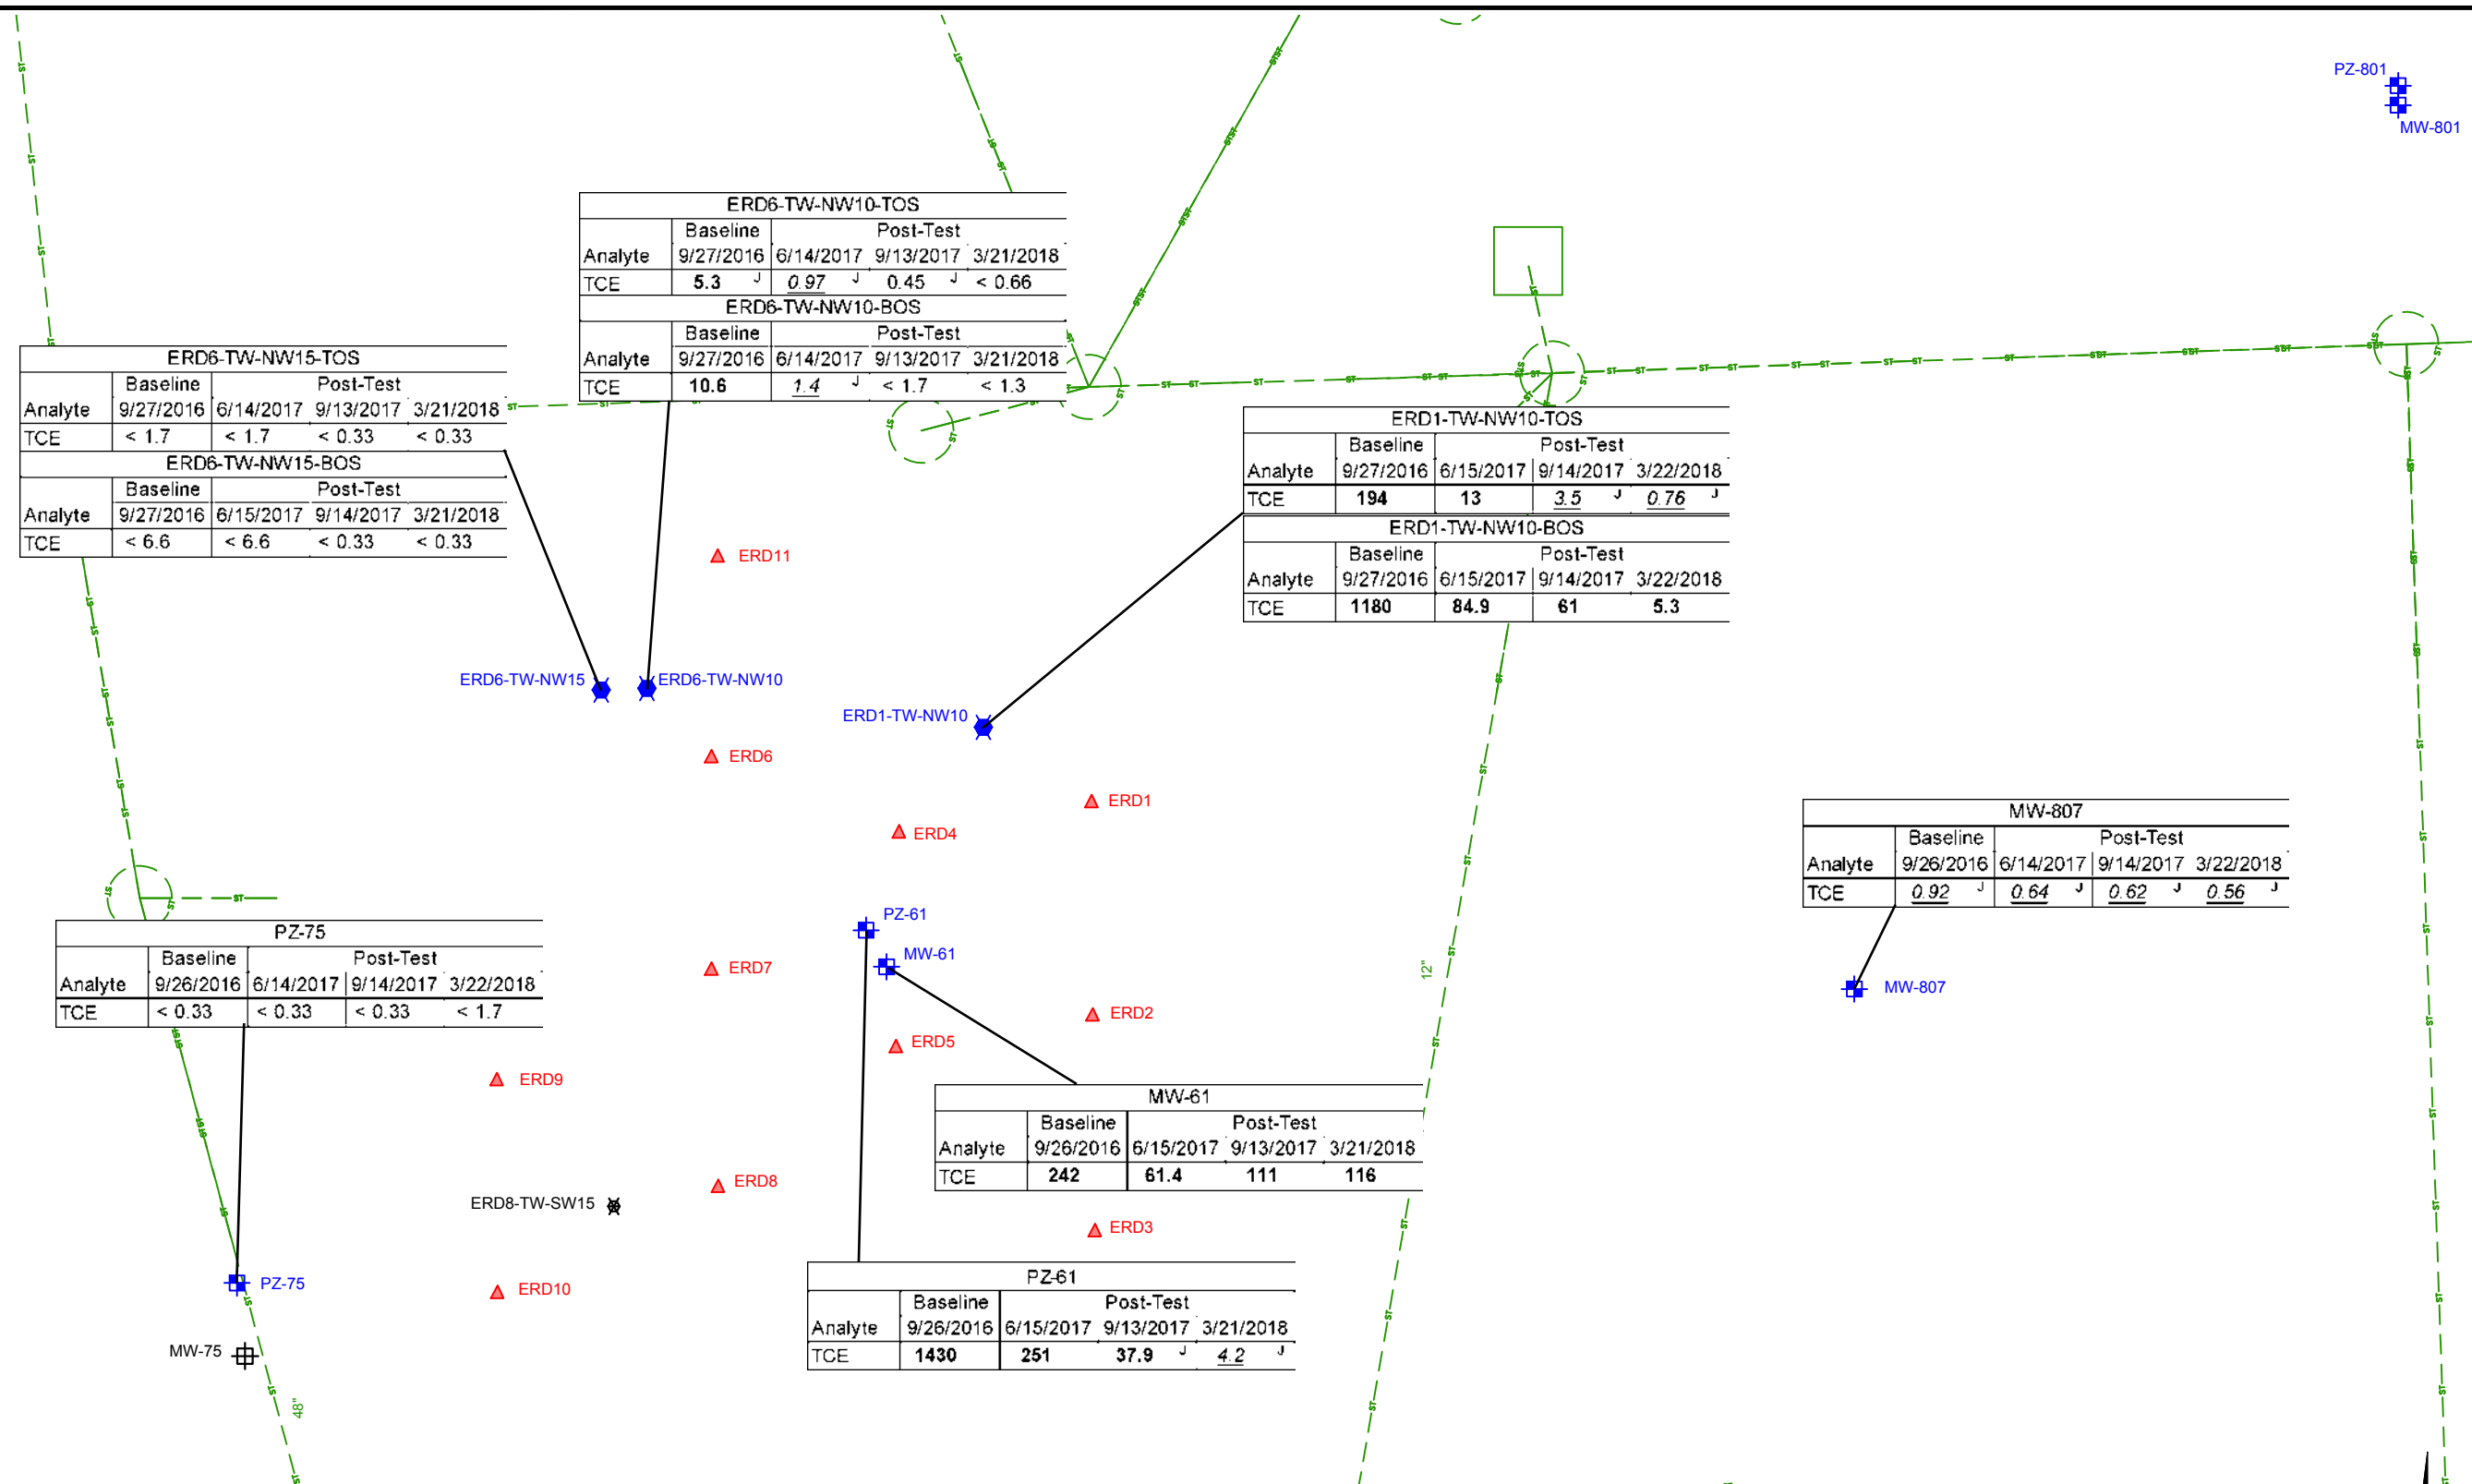 PZ-801
MW-801
ERD6-TW-NW10-TOS
Baseline Post-Test
Analyte 9/27/2016 6/14/2017 9/13/2017 3/21/2018
TCE 5.3 J 0.97 J 0.45 J < 0.66
ERD6-TW-NW10-BOS
Baseline Post-Test
Analyte 9/27/2016 6/14/2017 9/13/2017 3/21/2018
TCE 10.6 1.4 J < 1.7 < 1.3
ERD6-TW-NW15-TOS
Baseline Post-Test
Analyte 9/27/2016 6/14/2017 9/13/2017 3/21/2018
TCE < 1.7 < 1.7 < 0.33 < 0.33
ERD6-TW-NW15-BOS
Baseline Post-Test
Analyte 9/27/2016 6/15/2017 9/14/2017 3/21/2018
TCE < 6.6 < 6.6 < 0.33 < 0.33
ERD1-TW-NW10-TOS
Baseline Post-Test
Analyte 9/27/2016 6/15/2017 9/14/2017 3/22/2018
TCE 194 13 3.5 J 0.76 J
ERD1-TW-NW10-BOS
Baseline Post-Test
Analyte 9/27/2016 6/15/2017 9/14/2017 3/22/2018
TCE 1180 84.9 61 5.3
ERD11
ERD6-TW-NW15
ERD6-TW-NW10
ERD1-TW-NW10
ERD6
ERD1
ERD4
MW-807
Baseline Post-Test
Analyte 9/26/2016 6/14/2017 9/14/2017 3/22/2018
TCE 0.92 J 0.64 J 0.62 J 0.56 J
MW-807
PZ-61
MW-61
PZ-75
Baseline Post-Test
Analyte 9/26/2016 6/14/2017 9/14/2017 3/22/2018
TCE < 0.33 < 0.33 < 0.33 < 1.7
ERD7
12"
ERD2
ERD5
ERD9
MW-61
Baseline Post-Test
Analyte 9/26/2016 6/15/2017 9/13/2017 3/21/2018
TCE 242 61.4 111 116
ERD8
ERD8-TW-SW15
ERD3
PZ-75
ERD10
PZ-61
Baseline Post-Test
Analyte 9/26/2016 6/15/2017 9/13/2017 3/21/2018
TCE 1430 251 37.9 J 4.2 J
MW-75
48"